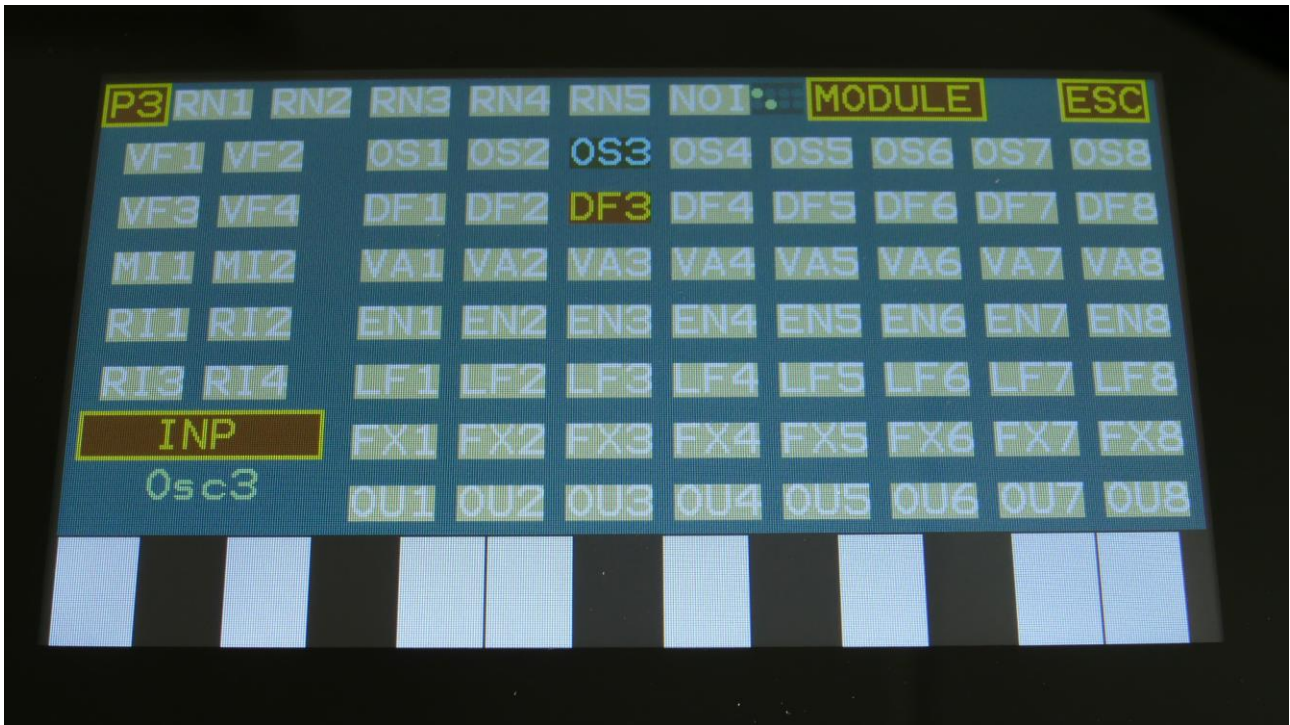 P3 RN1 RN2 RN3 RN4 RN5 NOI MODULE ESC
VF1 VF2 OS1 OS2 OS3 OS4 OS5 OS6 OS7 OS8
VF3 VF4 DF1 DF2 DF3 DF4 DF5 DF6 DF7 DF8
MI1 MI2 VA1 VA2 VA3 VA4 VA5 VA6 VA7 VA8
RI1 RI2 EN1 EN2 EN3 EN4 EN5 EN6 EN7 EN8
RI3 RI4 LF1 LF2 LF3 LF4 LF5 LF6 LF7 LF8
INP FX1 FX2 FX3 FX4 FX5 FX6 FX7 FX8
Osc3 OU1 OU2 OU3 OU4 OU5 OU6 OU7 OU8